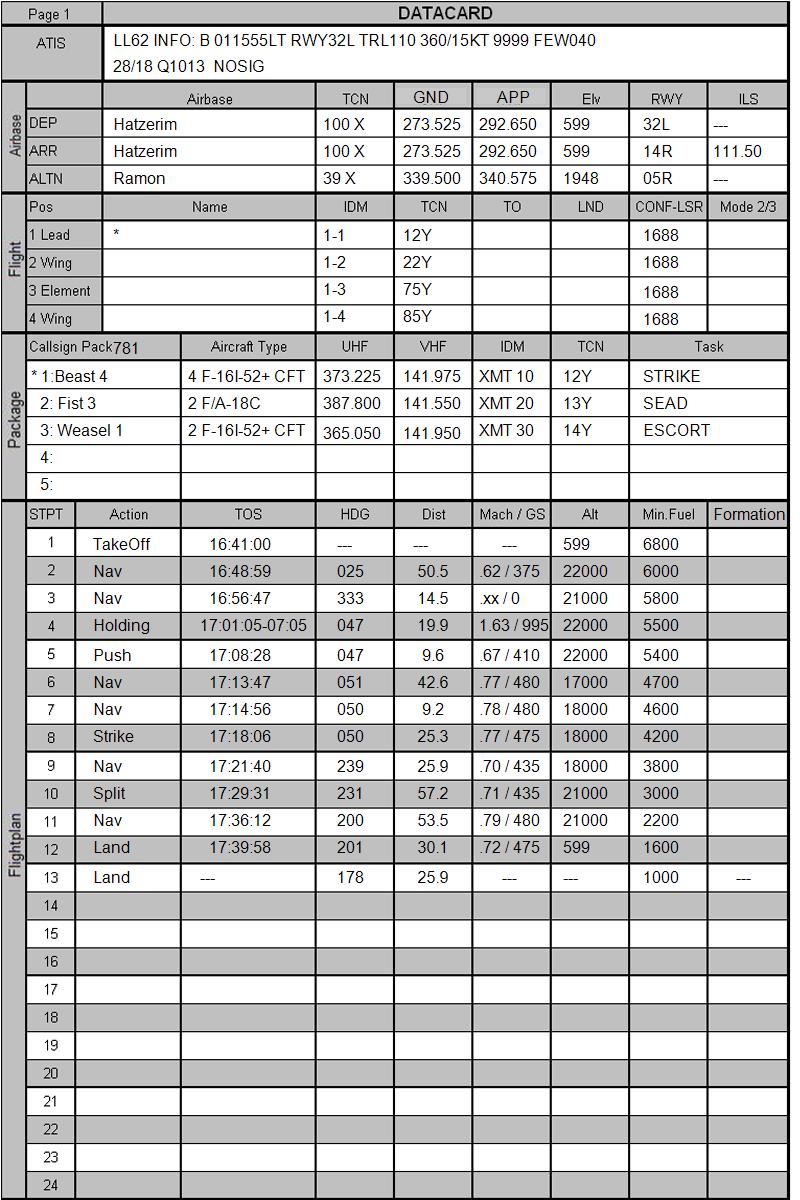 Page 1 DATACARD
ATIS LL62 INFO: B 011555LT RWY32L TRL110 360/15KT 9999 FEW040
28/18 Q1013 NOSIG
Airbase
Airbase TCN GND APP Elv RWY ILS
DEP Hatzerim 100 X 273.525 292.650 599 32L ---
ARR Hatzerim 100 X 273.525 292.650 599 14R 111.50
ALTN Ramon 39 X 339.500 340.575 1948 05R ---
Flight
Pos Name IDM TCN TO LND CONF-LSR Mode 2/3
1 Lead * 1-1 12Y 1688
2 Wing 1-2 22Y 1688
3 Element 1-3 75Y 1688
4 Wing 1-4 85Y 1688
Package
Callsign Pack781 Aircraft Type UHF VHF IDM TCN Task
* 1:Beast 4 4 F-16I-52+ CFT 373.225 141.975 XMT 10 12Y STRIKE
2: Fist 3 2 F/A-18C 387.800 141.550 XMT 20 13Y SEAD
3: Weasel 1 2 F-16I-52+ CFT 365.050 141.950 XMT 30 14Y ESCORT
4:
5:
Flightplan
STPT Action TOS HDG Dist Mach / GS Alt Min.Fuel Formation
1 TakeOff 16:41:00 --- --- --- 599 6800
2 Nav 16:48:59 025 50.5 .62 / 375 22000 6000
3 Nav 16:56:47 333 14.5 .xx / 0 21000 5800
4 Holding 17:01:05-07:05 047 19.9 1.63 / 995 22000 5500
5 Push 17:08:28 047 9.6 .67 / 410 22000 5400
6 Nav 17:13:47 051 42.6 .77 / 480 17000 4700
7 Nav 17:14:56 050 9.2 .78 / 480 18000 4600
8 Strike 17:18:06 050 25.3 .77 / 475 18000 4200
9 Nav 17:21:40 239 25.9 .70 / 435 18000 3800
10 Split 17:29:31 231 57.2 .71 / 435 21000 3000
11 Nav 17:36:12 200 53.5 .79 / 480 21000 2200
12 Land 17:39:58 201 30.1 .72 / 475 599 1600
13 Land --- 178 25.9 --- --- 1000 ---
14
15
16
17
18
19
20
21
22
23
24